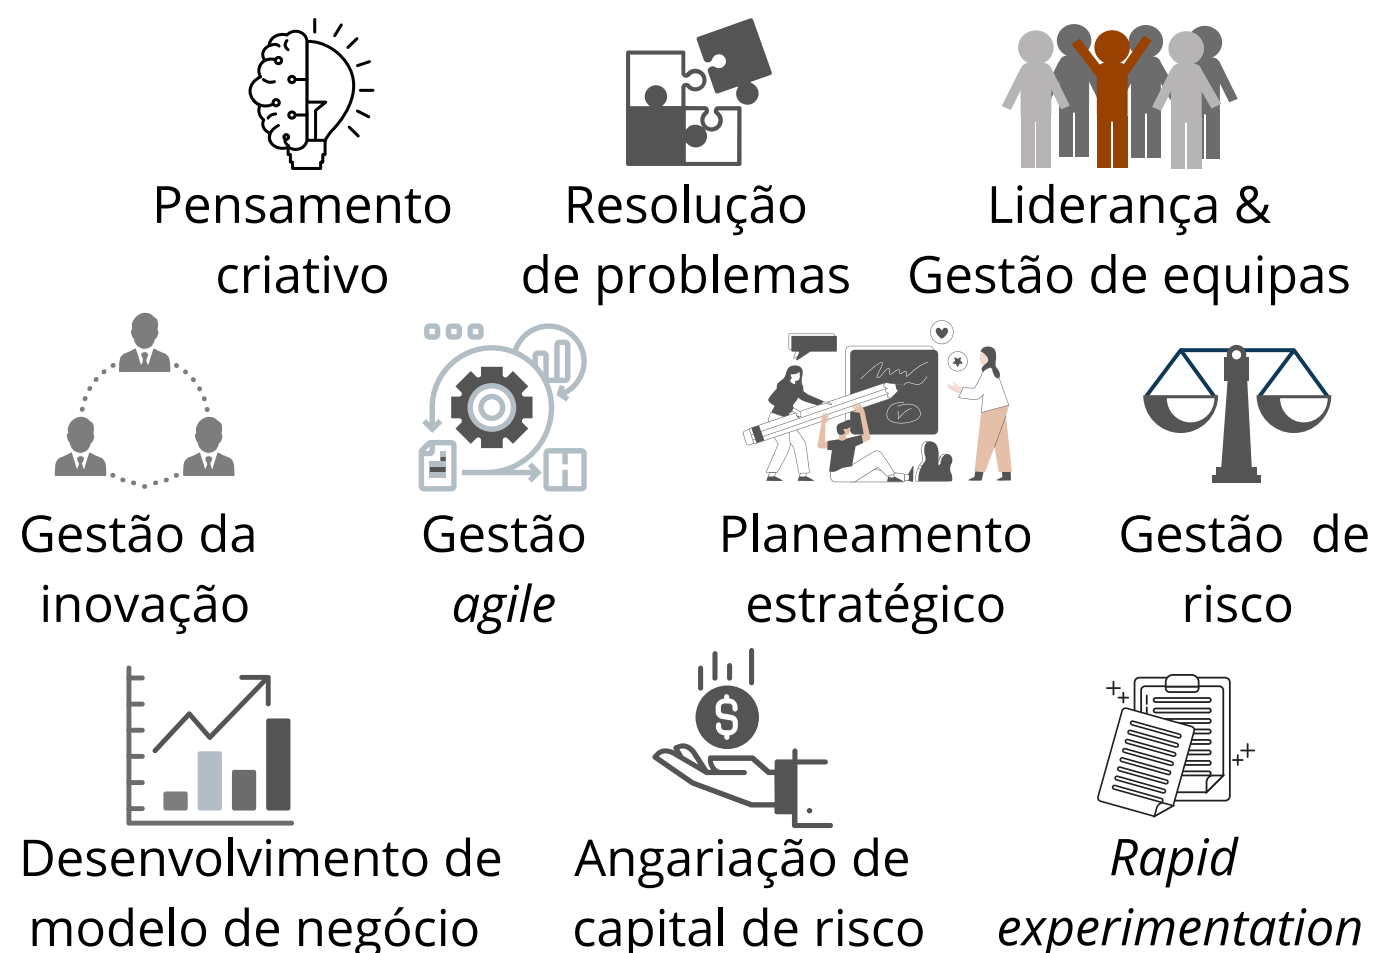 Pensamento
criativo
Resolução
de problemas
Liderança &
Gestão de equipas
Gestão da
inovação
Gestão
agile
Planeamento
estratégico
Gestão de
risco
Desenvolvimento de
modelo de negócio
$
Angariação de
capital de risco
Rapid
experimentation